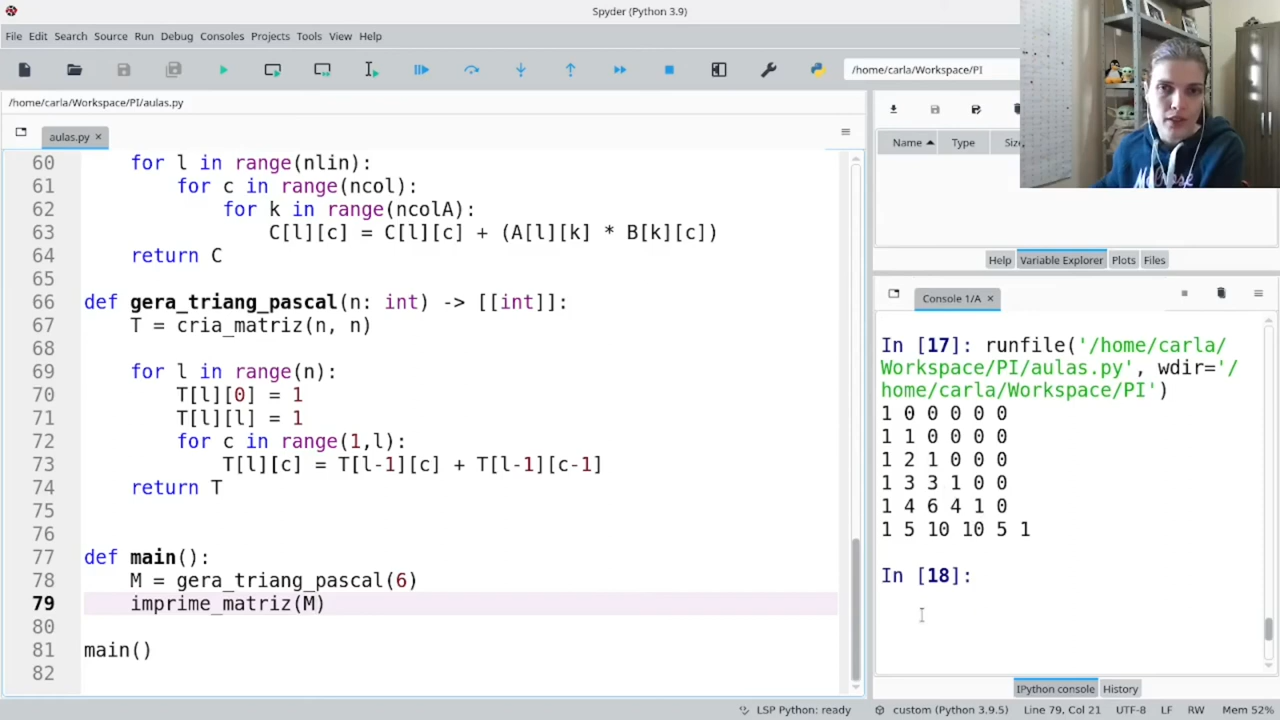 Spyder (Python 3.9)
File Edit Search Source Run Debug Consoles Projects Tools View Help
/home/carla/Workspace/PI
/home/carla/Workspace/PI/aulas.py
aulas.py
60 for l in range(nlin):
61 for c in range(ncol):
62 for k in range(ncolA):
63 C[l][c] = C[l][c] + (A[l][k] * B[k][c])
64 return C
65
66 def gera_triang_pascal(n: int) -> [[int]]:
67 T = cria_matriz(n, n)
68
69 for l in range(n):
70 T[l][0] = 1
71 T[l][l] = 1
72 for c in range(1,l):
73 T[l][c] = T[l-1][c] + T[l-1][c-1]
74 return T
75
76
77 def main():
78 M = gera_triang_pascal(6)
79 imprime_matriz(M)
80
81 main()
82
Name Type
Help Variable Explorer Plots Files
Console 1/A
In [17]: runfile('/home/carla/
Workspace/PI/aulas.py', wdir='/
home/carla/Workspace/PI')
1 0 0 0 0 0
1 1 0 0 0 0
1 2 1 0 0 0
1 3 3 1 0 0
1 4 6 4 1 0
1 5 10 10 5 1
In [18]:
IPython console History
LSP Python: ready custom (Python 3.9.5) Line 79, Col 21 UTF-8 LF RW Mem 52%